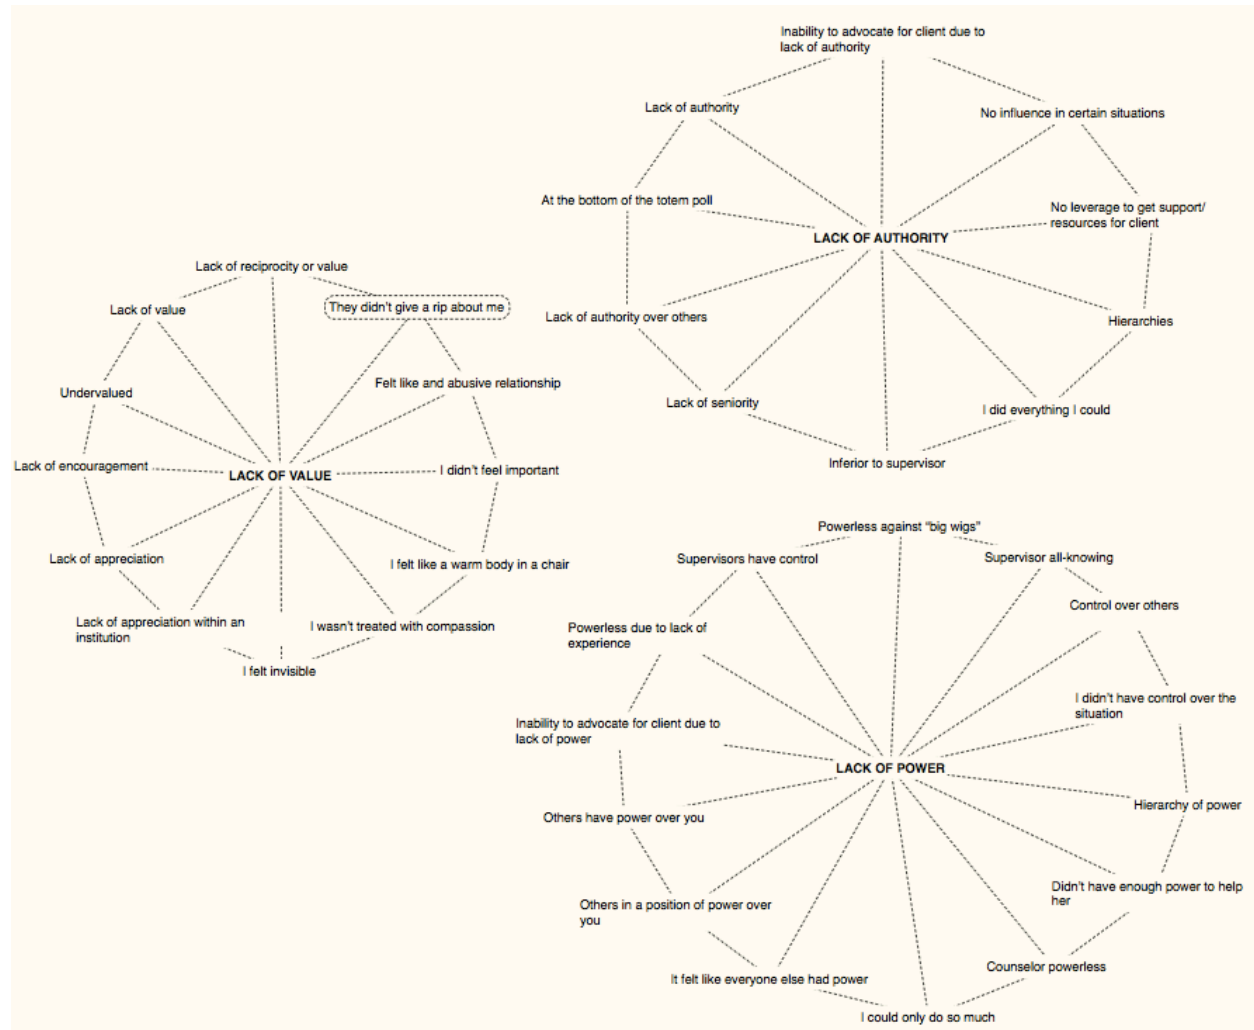 Inability to advocate for client due to
lack of authority
Lack of authority
No influence in certain situations
At the bottom of the totem poll
No leverage to get support/
resources for client
LACK OF AUTHORITY
Lack of authority over others
Hierarchies
Lack of seniority
I did everything I could
Inferior to supervisor
Lack of reciprocity or value
Lack of value
They didn't give a rip about me
Undervalued
Felt like and abusive relationship
Lack of encouragement
LACK OF VALUE
I didn't feel important
Lack of appreciation
I felt like a warm body in a chair
Lack of appreciation within an
institution
I wasn't treated with compassion
I felt invisible
Powerless against "big wigs"
Supervisors have control
Supervisor all-knowing
Control over others
Powerless due to lack of
experience
I didn't have control over the
situation
Inability to advocate for client due to
lack of power
LACK OF POWER
Others have power over you
Hierarchy of power
Didn't have enough power to help
her
Others in a position of power over
you
It felt like everyone else had power
Counselor powerless
I could only do so much